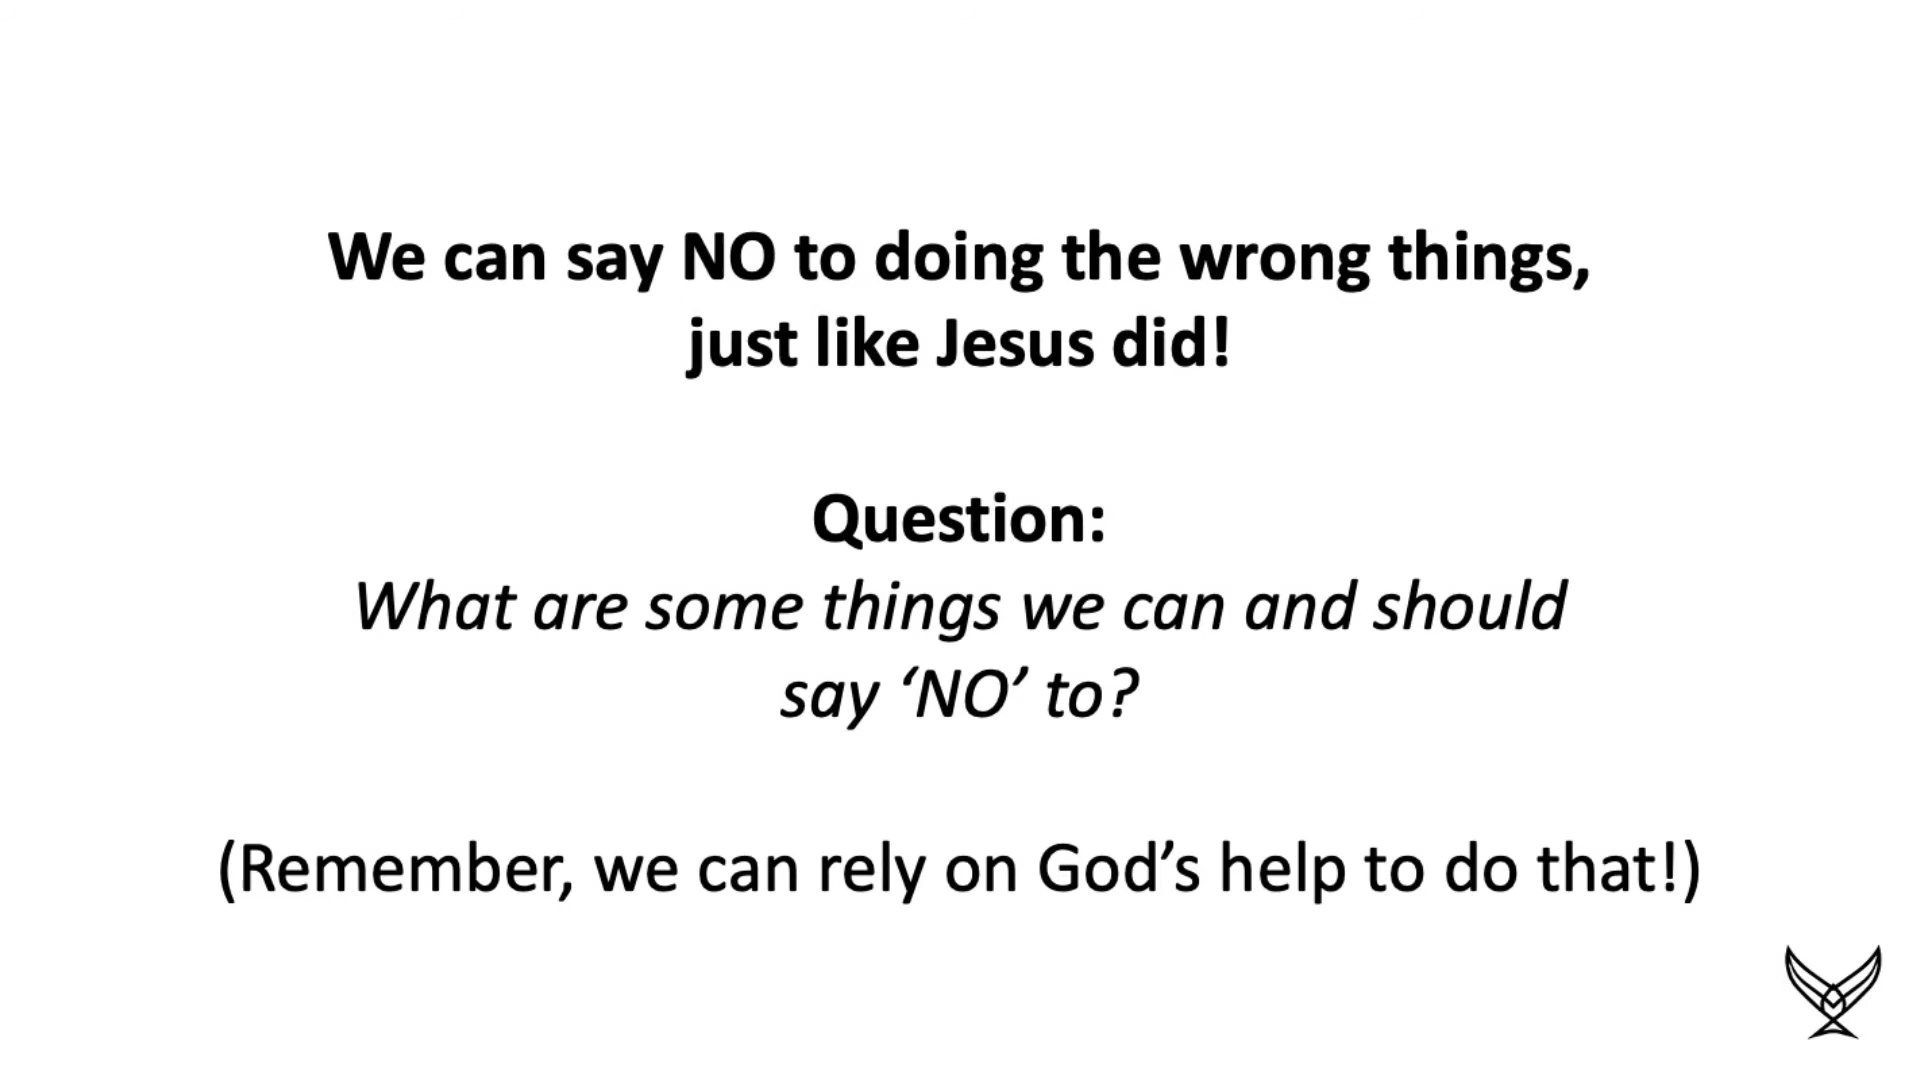 We can say NO to doing the wrong things,
just like Jesus did!
Question:
What are some things we can and should
say ‘NO’ to?
(Remember, we can rely on God’s help to do that!)